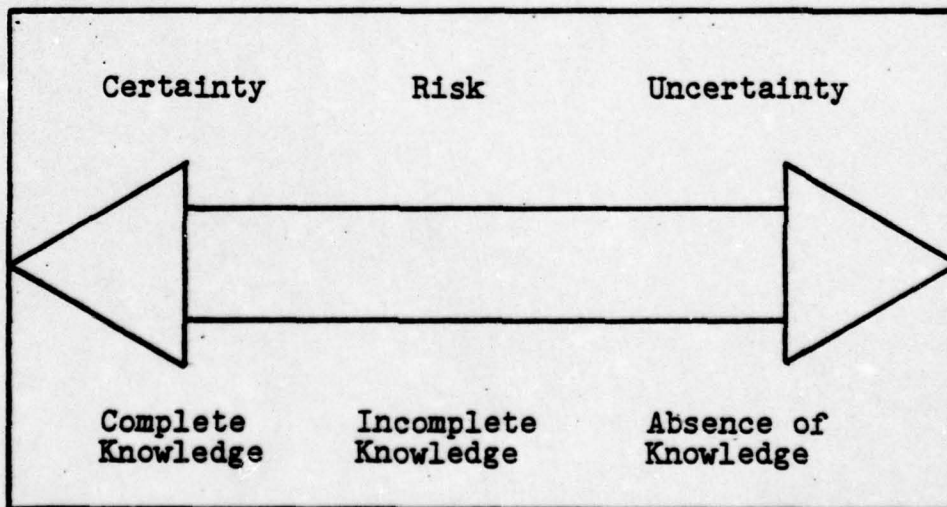 Certainty Risk Uncertainty
Complete Incomplete Absence of
Knowledge Knowledge Knowledge